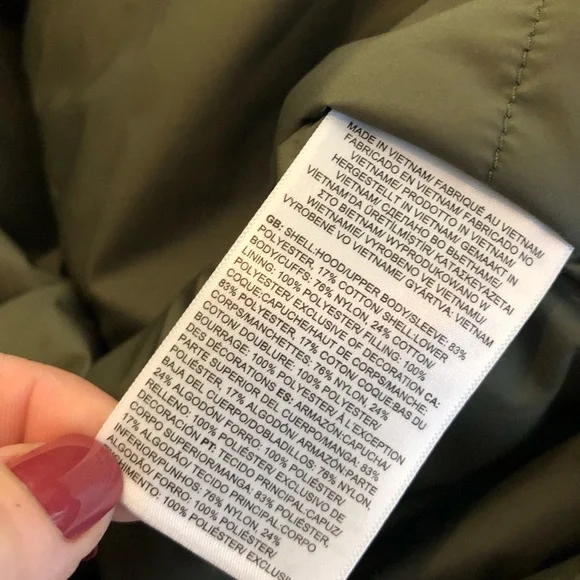 MADE IN VIETNAM/ FABRIQUÉ AU VIETNAM/
FABRICADO EN VIETNAM/ FABRICADO NO
VIETNAME/ PRODOTTO IN VIETNAM/
HERGESTELLT IN VIETNAM/ GEMAAKT IN
VIETNAM/ СДЕЛАНО ВО ВЬЕТНАМЕ/
VIETNAM'DA ÜRETİLMİŞTİR/ ΚΑΤΑΣΚΕΥΑΖΕΤΑΙ
ΣΤΟ ΒΙΕΤΝΑΜ/ WYPRODUKOWANO W
WIETNAMIE/ VYROBENO VE VIETNAMU/
VYROBENÉ VO VIETNAME/ GYÁRTVA: VIETNAM
GB: SHELL:HOOD/UPPER BODY/SLEEVE: 83%
POLYESTER, 17% COTTON SHELL:LOWER
BODY/CUFFS: 76% NYLON, 24% COTTON/
LINING: 100% POLYESTER/ FILLING: 100%
POLYESTER/ EXCLUSIVE OF DECORATION CA:
COQUE-CAPUCHE/HAUT DE CORPS/MANCHE:
83% POLYESTER, 17% COTON/ COQUE:BAS DU
CORPS/MANCHETTES: 76% NYLON, 24%
BOTON/ DOUBLURE: 100% POLYESTER/
BOURRAGE: 100% POLYESTER/ À L'EXCEPTION
DES DÉCORATIONS ES: ARMAZÓN:CAPUCHA/
PARTE SUPERIOR DEL CUERPO/MANGA: 83%
POLIÉSTER, 17% ALGODÓN/ ARMAZÓN:PARTE
BAJA DEL CUERPO/DOBLADILLOS: 76% NYLON,
24% ALGODÓN/ FORRO: 100% POLIÉSTER/
RELLENO: 100% POLIÉSTER/ EXCLUSIVO DE
DECORACIÓN PT: TECIDO PRINCIPAL:CAPUZ/
CORPO SUPERIOR/MANGA: 83% POLIÉSTER,
17% ALGODÃO/ TECIDO PRINCIPAL:CORPO
INFERIOR/PUNHOS: 76% NYLON, 24%
ALGODÃO/ FORRO: 100% POLIÉSTER/
100% POLIÉSTER/ EXCLUSI